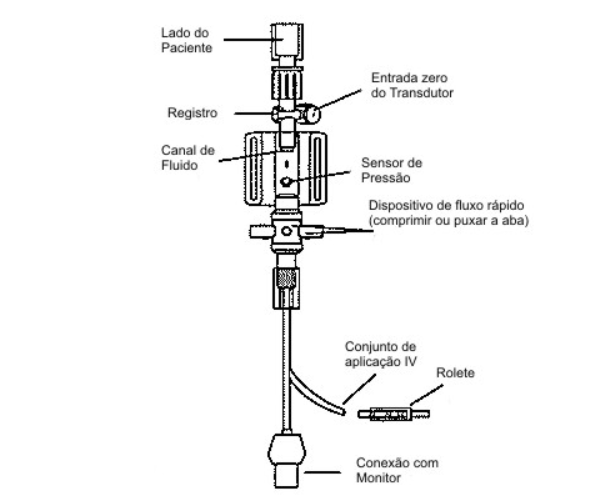 Lado do
Paciente
Entrada zero
do Transdutor
Registro
Canal de
Fluido
Sensor de
Pressão
Dispositivo de fluxo rápido
(comprimir ou puxar a aba)
Conjunto de
aplicação IV
Rolete
Conexão com
Monitor